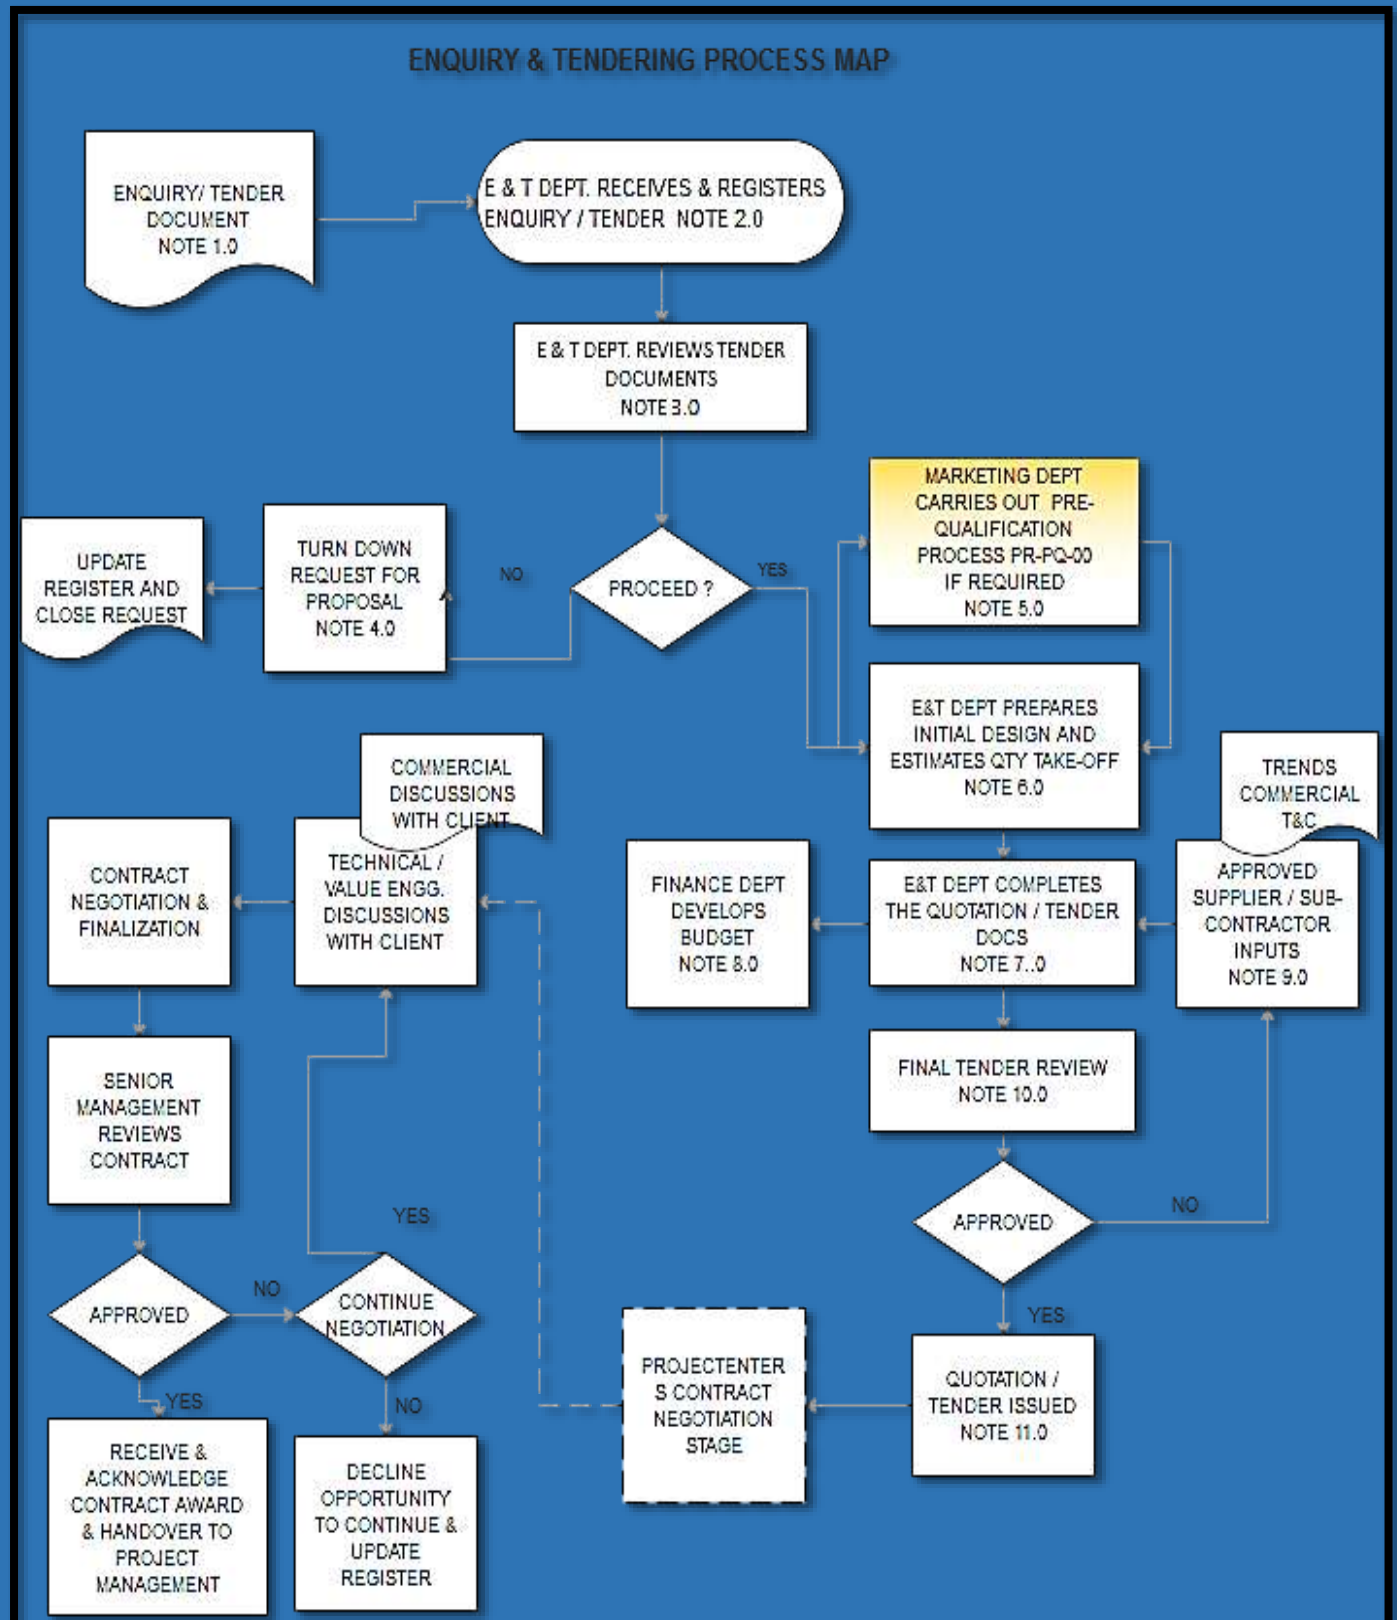 ENQUIRY & TENDERING PROCESS MAP
ENQUIRY/ TENDER
DOCUMENT
NOTE 1.0
E & T DEPT. RECEIVES & REGISTERS
ENQUIRY / TENDER NOTE 2.0
E & T DEPT. REVIEWS TENDER
DOCUMENTS
NOTE 3.0
PROCEED ?
NO
YES
TURN DOWN
REQUEST FOR
PROPOSAL
NOTE 4.0
UPDATE
REGISTER AND
CLOSE REQUEST
MARKETING DEPT
CARRIES OUT PRE-
QUALIFICATION
PROCESS PR-PQ-00
IF REQUIRED
NOTE 5.0
E&T DEPT PREPARES
INITIAL DESIGN AND
ESTIMATES QTY TAKE-OFF
NOTE 6.0
TRENDS
COMMERCIAL
T&C
APPROVED
SUPPLIER / SUB-
CONTRACTOR
INPUTS
NOTE 9.0
E&T DEPT COMPLETES
THE QUOTATION / TENDER
DOCS
NOTE 7..0
FINANCE DEPT
DEVELOPS
BUDGET
NOTE 8.0
FINAL TENDER REVIEW
NOTE 10.0
APPROVED
NO
YES
QUOTATION /
TENDER ISSUED
NOTE 11.0
PROJECTENTER
S CONTRACT
NEGOTIATION
STAGE
COMMERCIAL
DISCUSSIONS
WITH CLIENT
TECHNICAL /
VALUE ENGG.
DISCUSSIONS
WITH CLIENT
CONTRACT
NEGOTIATION &
FINALIZATION
SENIOR
MANAGEMENT
REVIEWS
CONTRACT
APPROVED
NO
YES
CONTINUE
NEGOTIATION
YES
NO
RECEIVE &
ACKNOWLEDGE
CONTRACT AWARD
& HANDOVER TO
PROJECT
MANAGEMENT
DECLINE
OPPORTUNITY
TO CONTINUE &
UPDATE
REGISTER